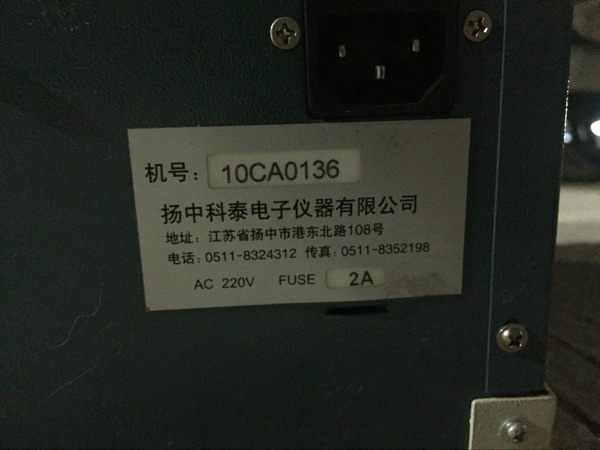 机号：10CA0136
扬中科泰电子仪器有限公司
地址：江苏省扬中市港东北路108号
电话：0511-8324312 传真：0511-8352198
AC 220V FUSE 2A